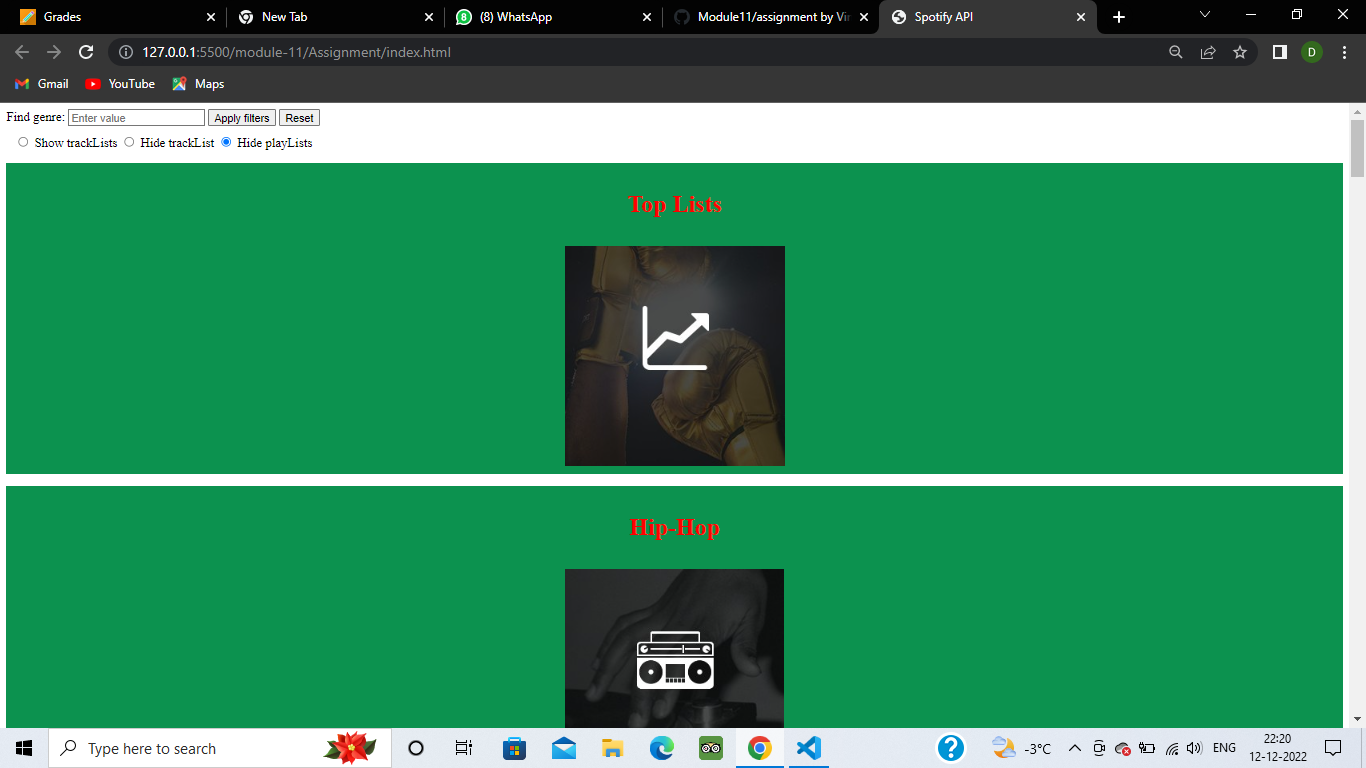 Grades
New Tab
8 (8) WhatsApp
Module11/assignment by Vir
Spotify API
127.0.0.1:5500/module-11/Assignment/index.html
D
Gmail
YouTube
Maps
Find genre: Enter value Apply filters Reset
Show trackLists Hide trackList Hide playLists
Top Lists
Hip-Hop
Type here to search
-3°C
ENG
22:20
12-12-2022